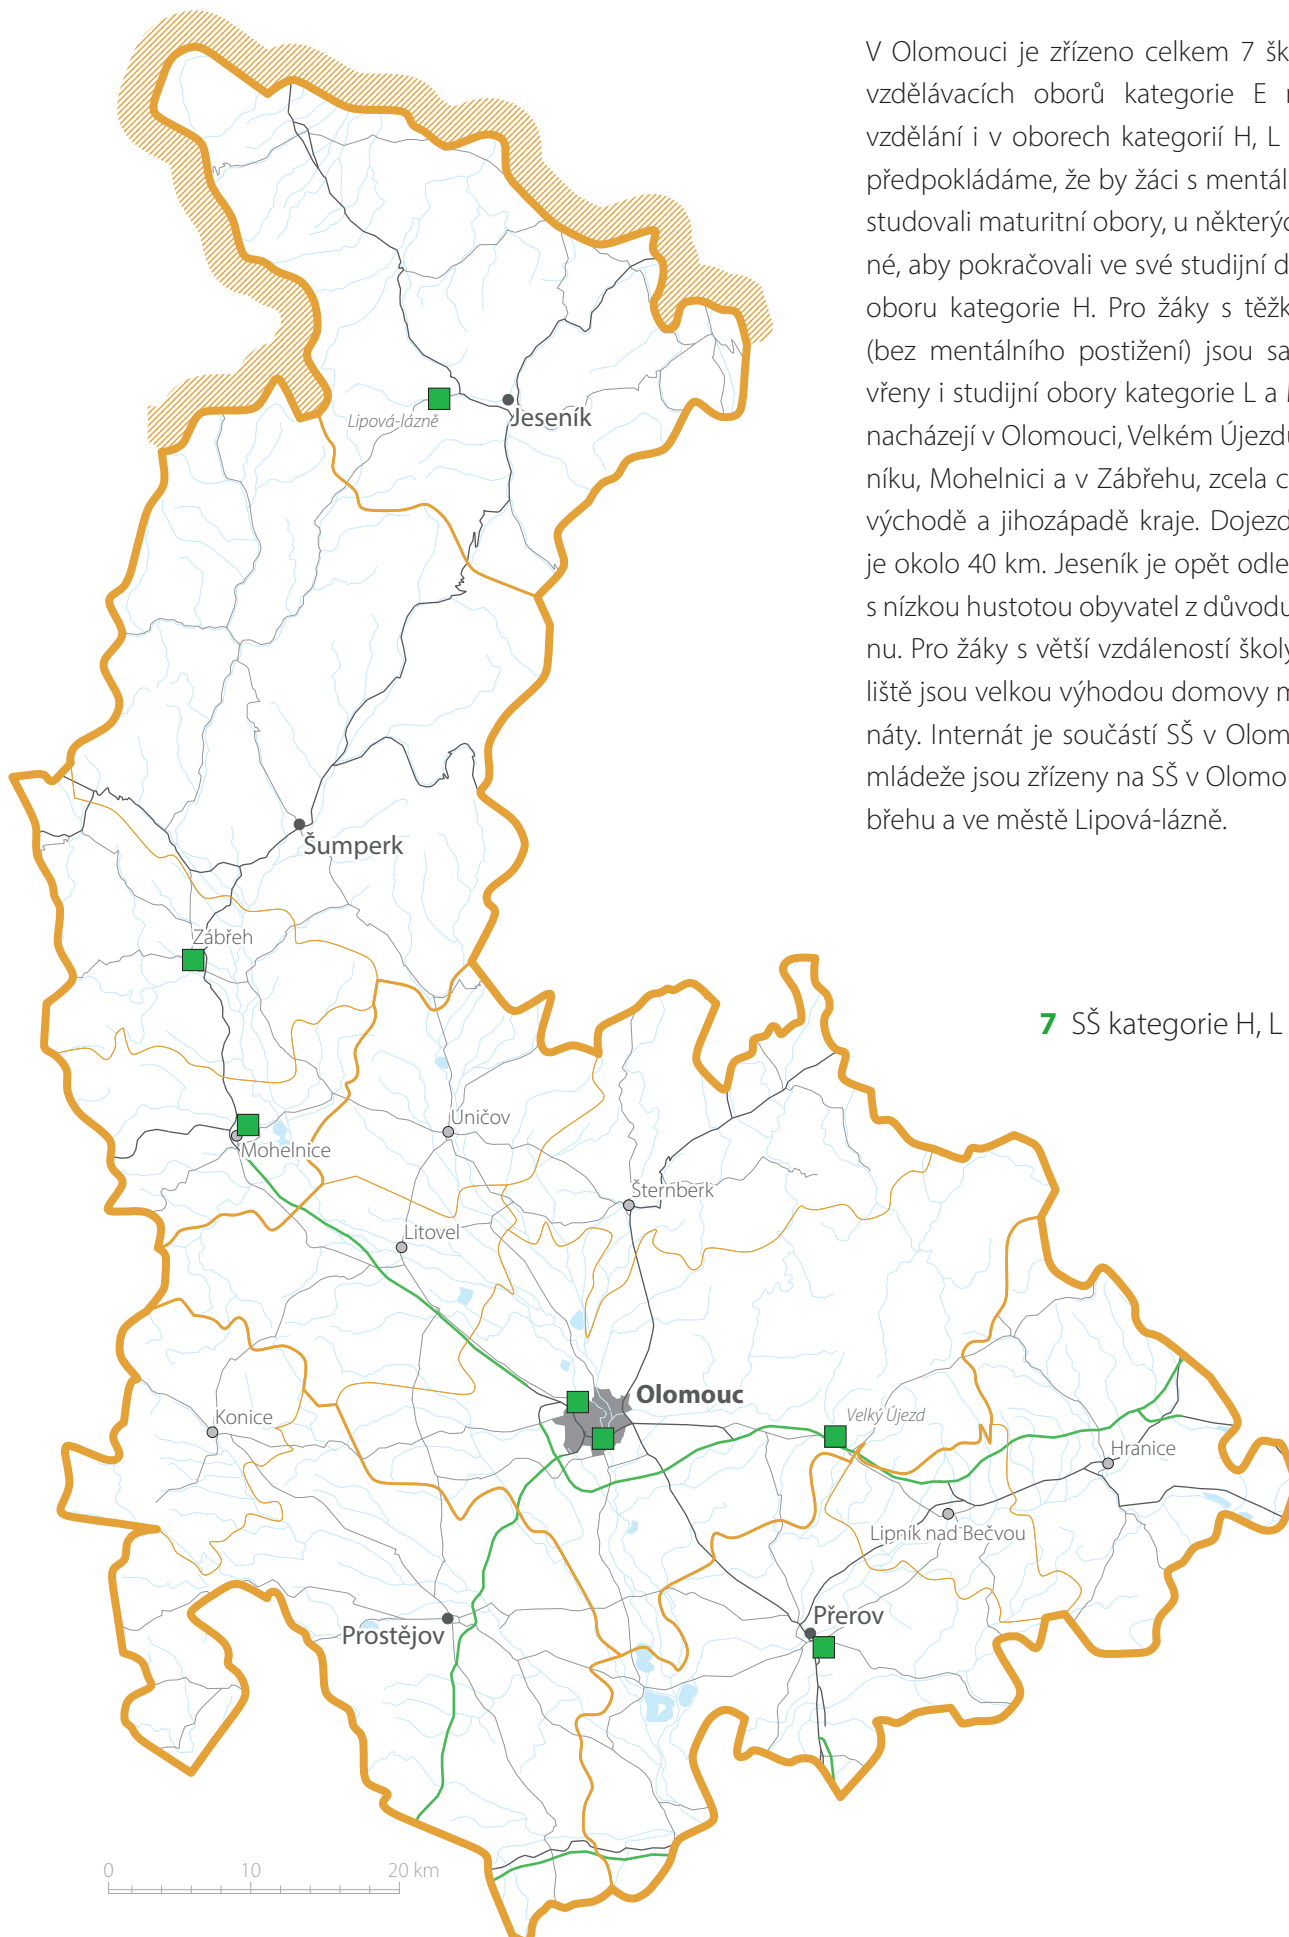 V Olomouci je zřízeno celkem 7 šk
vzdělávacích oborů kategorie E
vzdělání i v oborech kategorií H, L
předpokládáme, že by žáci s mentál
studovali maturitní obory, u některýc
né, aby pokračovali ve své studijní d
oboru kategorie H. Pro žáky s těžk
(bez mentálního postižení) jsou sa
vřeny i studijní obory kategorie L a
nacházejí v Olomouci, Velkém Újezdu
níku, Mohelnici a v Zábřehu, zcela c
východě a jihozápadě kraje. Dojezd
je okolo 40 km. Jeseník je opět odle
s nízkou hustotou obyvatel z důvodu
nu. Pro žáky s větší vzdáleností školy
liště jsou velkou výhodou domovy m
náty. Internát je součástí SŠ v Olom
mládeže jsou zřízeny na SŠ v Olomou
břehu a ve městě Lipová-lázně.
Lipová-lázně
Jeseník
Šumperk
Zábřeh
7 SŠ kategorie H, L
Uničov
Mohelnice
Šternberk
Litovel
Olomouc
Konice
Velký Újezd
Hranice
Lipník nad Bečvou
Přerov
Prostějov
0 10 20 km